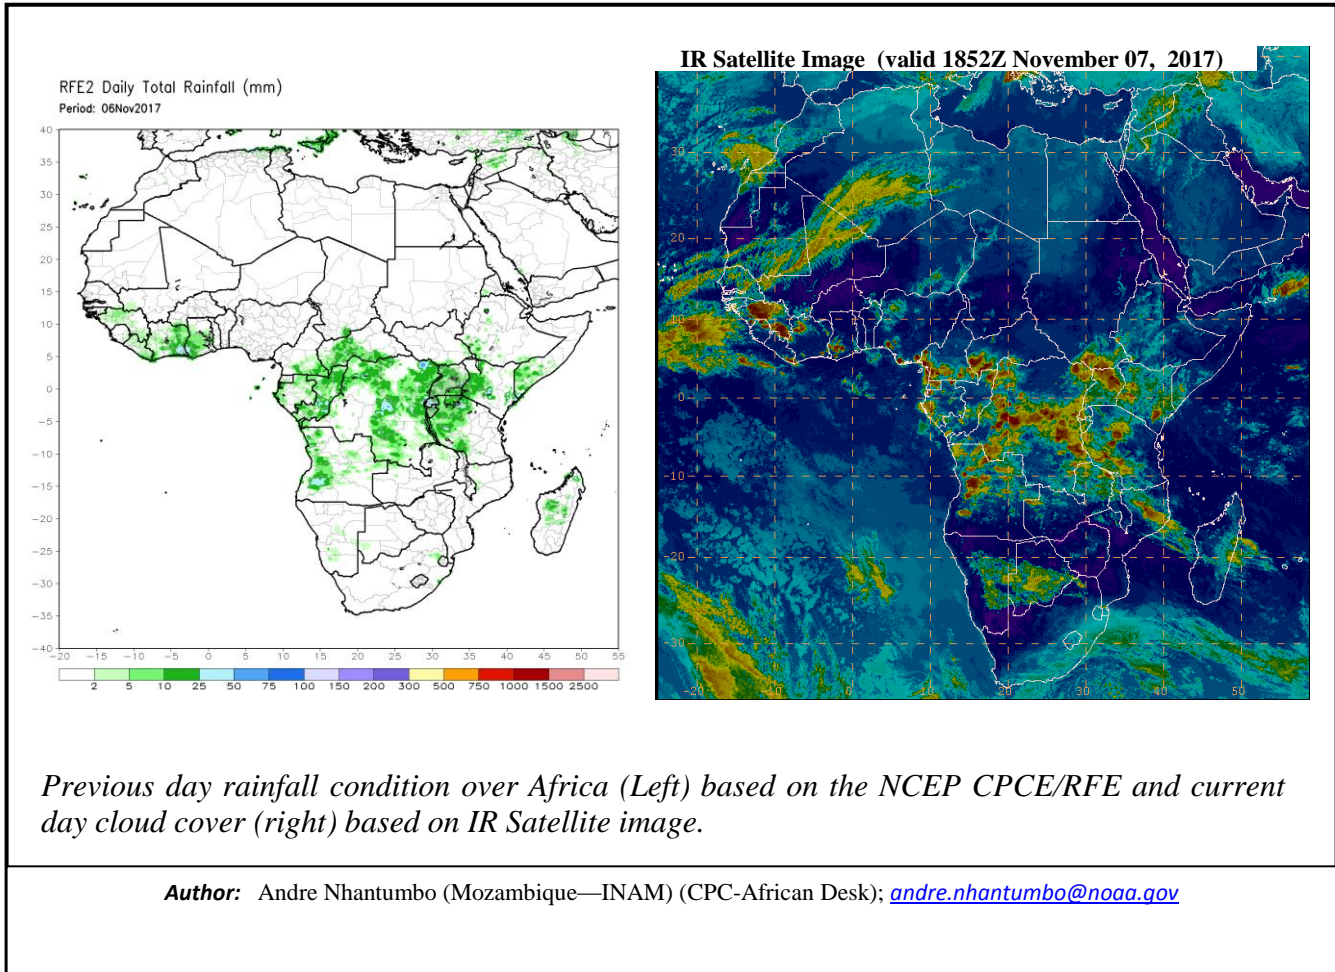 RFE2 Daily Total Rainfall (mm)
Period: 06Nov2017
40
35
30
25
20
15
10
5
0
−5
−10
−15
−20
−25
−30
−35
−40
−20 −15 −10 −5 0 5 10 15 20 25 30 35 40 45 50 55
2 5 10 25 50 75 100 150 200 300 500 750 1000 1500 2500
IR Satellite Image (valid 1852Z November 07, 2017)
30
20
10
0
-10
-20
-30
-20 -10 0 10 20 30 40 50
Previous day rainfall condition over Africa (Left) based on the NCEP CPCE/RFE and current
day cloud cover (right) based on IR Satellite image.
Author: Andre Nhantumbo (Mozambique—INAM) (CPC-African Desk); andre.nhantumbo@noaa.gov